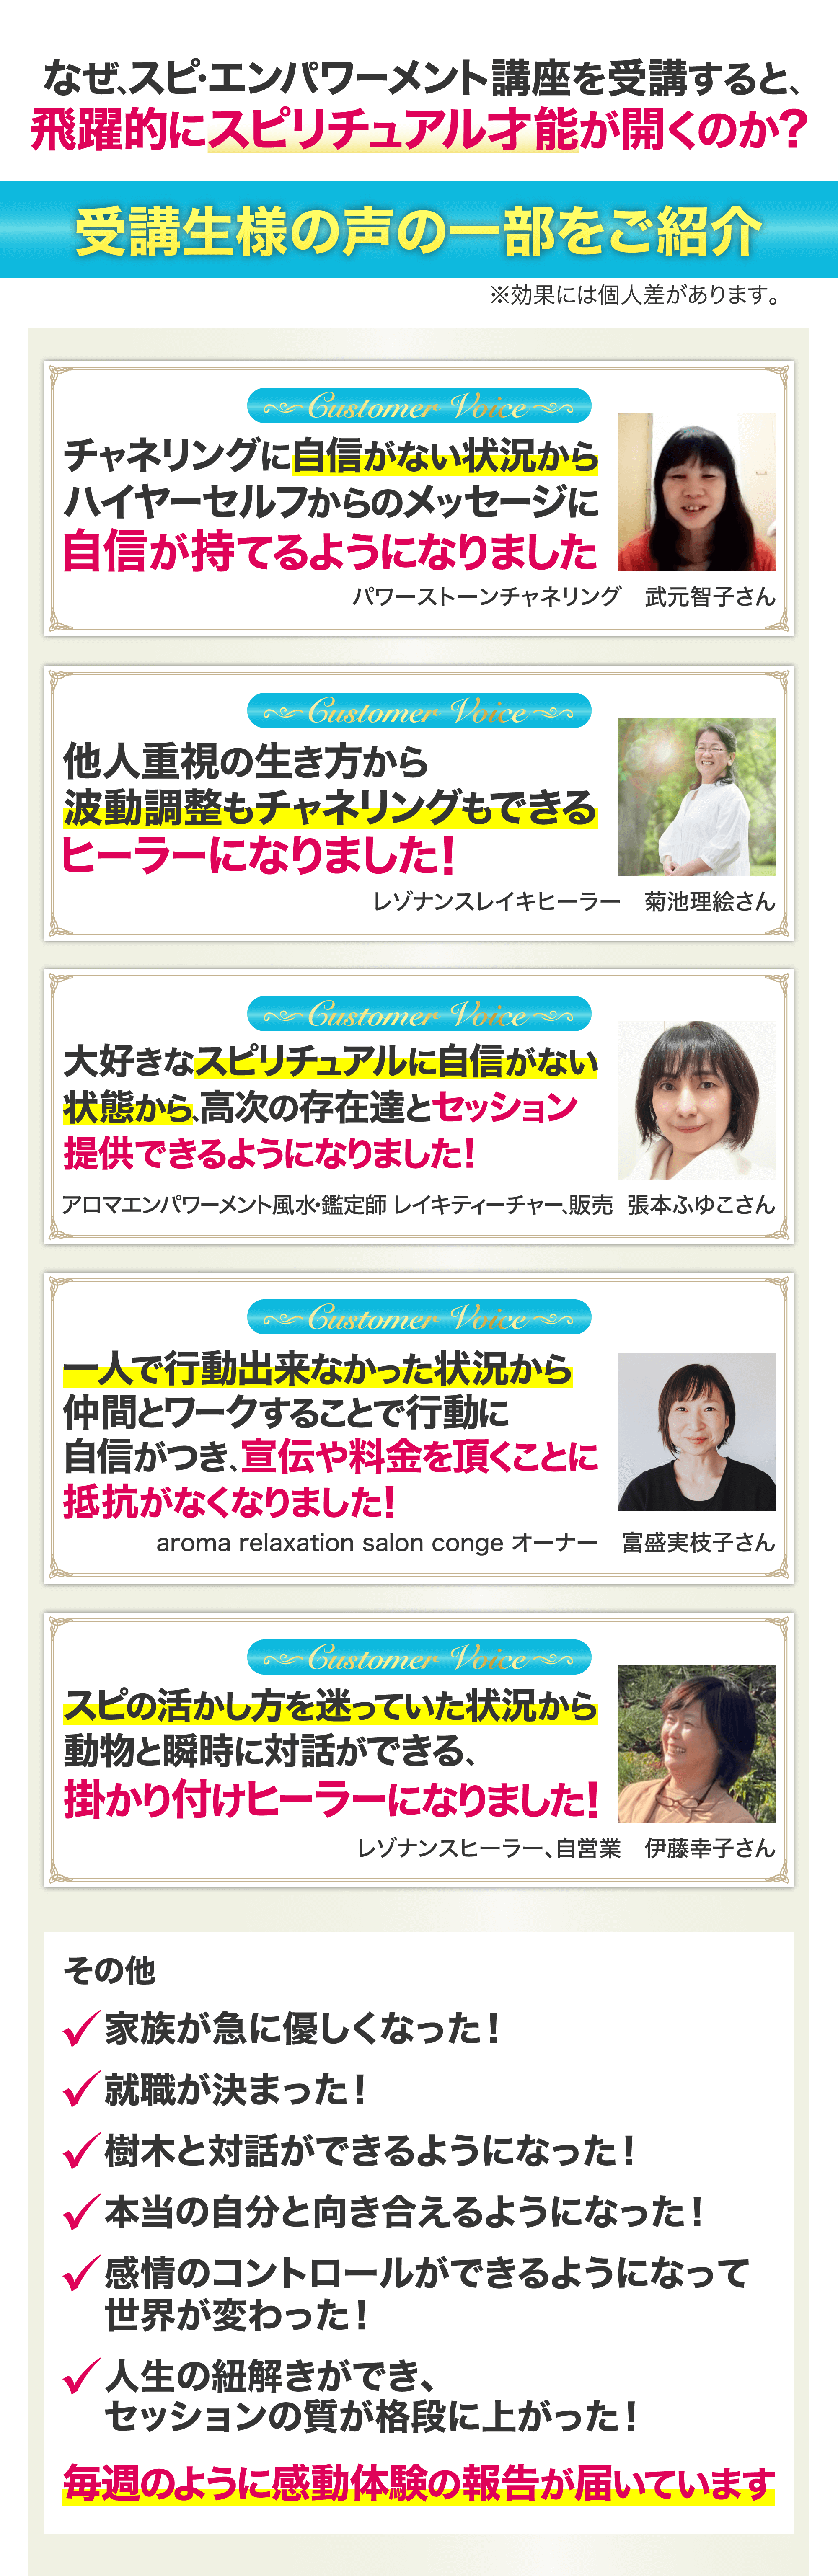 なぜ、スピ・エンパワーメント講座を受講すると、
飛躍的にスピリチュアル才能が開くのか?
受講生様の声の一部をご紹介
※効果には個人差があります。
Customer Voice
チャネリングに自信がない状況から
ハイヤーセルフからのメッセージに
自信が持てるようになりました
パワーストーンチャネリング 武元智子さん
Customer Voice
他人重視の生き方から
波動調整もチャネリングもできる
ヒーラーになりました!
レゾナンスレイキヒーラー 菊池理絵さん
Customer Voice
大好きなスピリチュアルに自信がない
状態から、高次の存在達とセッション
提供できるようになりました!
アロマエンパワーメント風水・鑑定師 レイキティーチャー、販売 張本ふゆこさん
Customer Voice
一人で行動出来なかった状況から
仲間とワークすることで行動に
自信がつき、宣伝や料金を頂くことに
抵抗がなくなりました!
aroma relaxation salon conge オーナー 富盛実枝子さん
Customer Voice
スピの活かし方を迷っていた状況から
動物と瞬時に対話ができる、
掛かり付けヒーラーになりました!
レゾナンスヒーラー、自営業 伊藤幸子さん
その他
家族が急に優しくなった!
就職が決まった!
樹木と対話ができるようになった!
本当の自分と向き合えるようになった!
感情のコントロールができるようになって
世界が変わった!
人生の紐解きができ、
セッションの質が格段に上がった!
毎週のように感動体験の報告が届いています